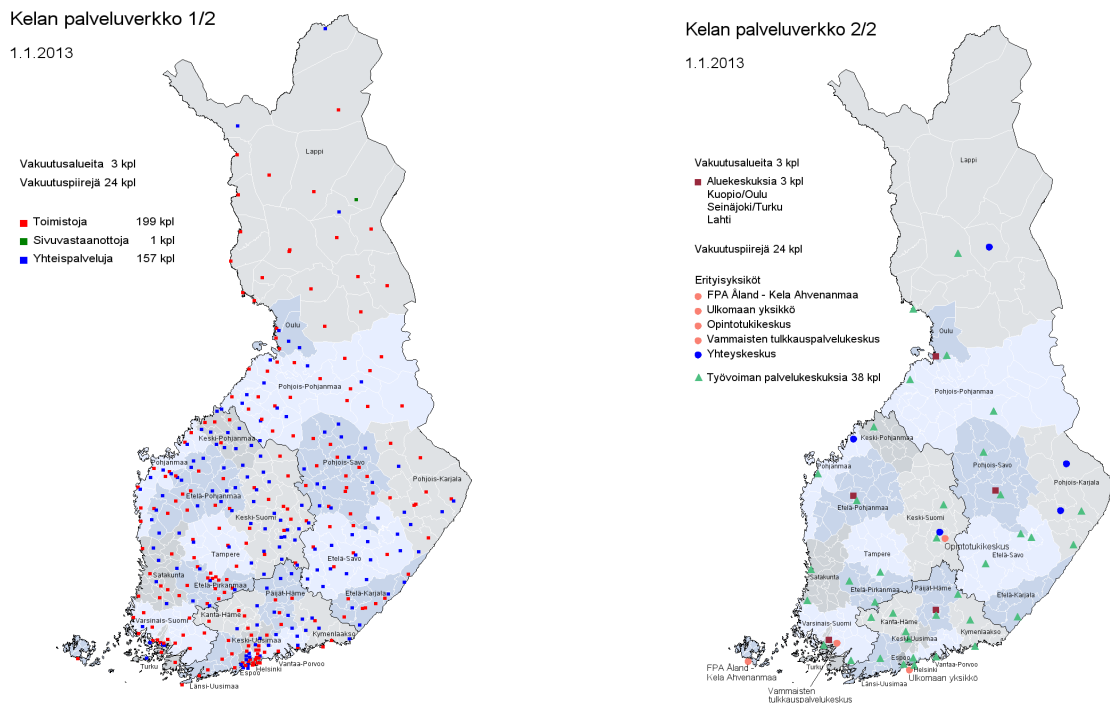 Kelan palveluverkko 1/2
1.1.2013
Vakuutusalueita 3 kpl
Vakuutuspiirejä 24 kpl
Toimistoja 199 kpl
Sivuvastaanottoja 1 kpl
Yhteispalveluja 157 kpl
Lappi
Oulu
Pohjois-Pohjanmaa
Keski-Pohjanmaa
Pohjanmaa
Pohjois-Savo
Pohjois-Karjala
Etelä-Pohjanmaa
Keski-Suomi
Tampere
Etelä-Savo
Satakunta
Etelä-Pirkanmaa
Päijät-Häme
Etelä-Karjala
Kanta-Häme
Varsinais-Suomi
Kymenlaakso
Keski-Uusimaa
Vantaa-Porvoo
Helsinki
Espoo
Turku
Länsi-Uusimaa
Kelan palveluverkko 2/2
1.1.2013
Vakuutusalueita 3 kpl
Aluekeskuksia 3 kpl
Kuopio/Oulu
Seinäjoki/Turku
Lahti
Vakuutuspiirejä 24 kpl
Erityisyksiköt
FPA Åland - Kela Ahvenanmaa
Ulkomaan yksikkö
Opintotukikeskus
Vammaisten tulkkauspalvelukeskus
Yhteyskeskus
Työvoiman palvelukeskuksia 38 kpl
Lappi
Oulu
Pohjois-Pohjanmaa
Keski-Pohjanmaa
Pohjanmaa
Pohjois-Savo
Pohjois-Karjala
Etelä-Pohjanmaa
Keski-Suomi
Opintotukikeskus
Tampere
Etelä-Savo
Satakunta
Etelä-Pirkanmaa
Päijät-Häme
Etelä-Karjala
Kanta-Häme
Varsinais-Suomi
Kymenlaakso
Keski-Uusimaa
Espoo
Vantaa-Porvoo
Helsinki
Turku
Ulkomaan yksikkö
Länsi-Uusimaa
FPA Åland -
Kela Ahvenanmaa
Vammaisten
tulkkauspalvelukeskus